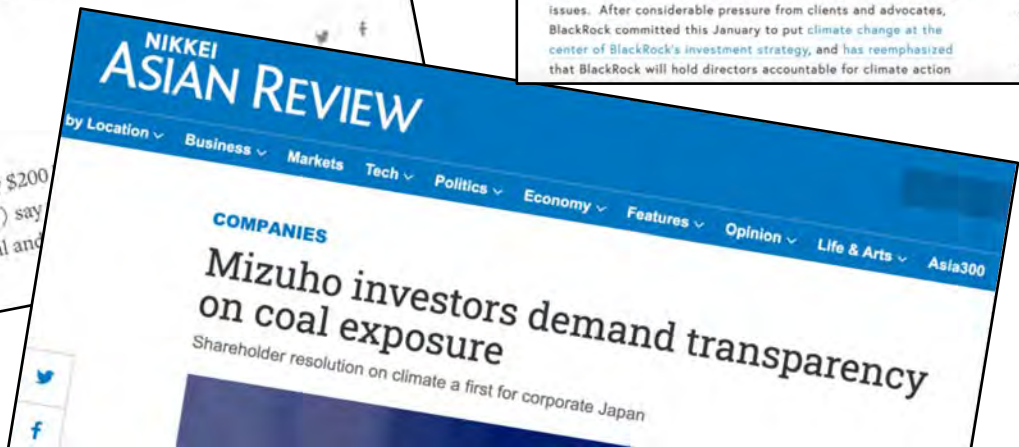 issues. After considerable pressure from clients and advocates,
BlackRock committed this January to put climate change at the
center of BlackRock's investment strategy, and has reemphasized
that BlackRock will hold directors accountable for climate action
$200
) say
and
NIKKEI
ASIAN REVIEW
by Location Business Markets Tech Politics Economy Features Opinion Life & Arts Asia300
COMPANIES
Mizuho investors demand transparency
on coal exposure
Shareholder resolution on climate a first for corporate Japan